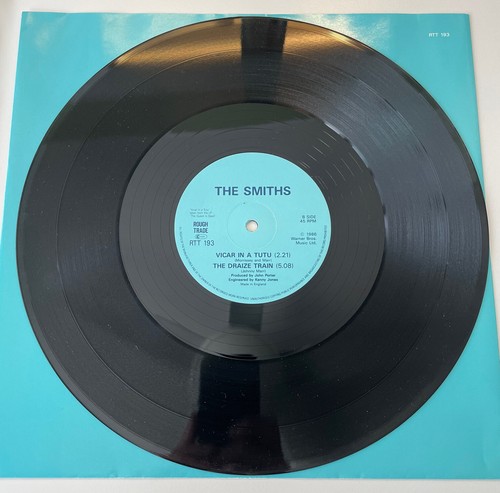 RTT 193
THE SMITHS
ROUGH
TRADE
RTT 193
B SIDE
45 RPM
℗ 1986
Warner Bros.
Music Ltd.
VICAR IN A TUTU (2.21)
(Morrissey and Marr)
THE DRAIZE TRAIN (5.08)
(Johnny Marr)
Produced by John Porter
Engineered by Kenny Jones
Made in England